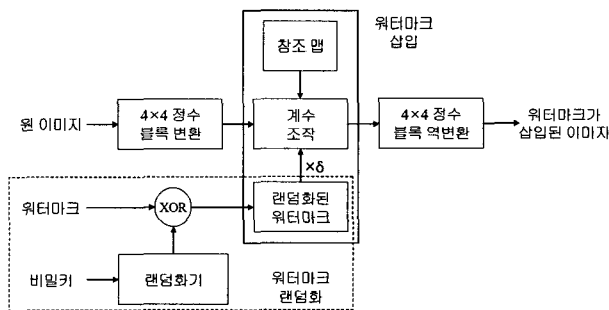 워터마크
삽입
참조 맵
원 이미지
4×4 정수
블록 변환
계수
조작
4×4 정수
블록 역변환
워터마크가
삽입된 이미자
×δ
워터마크
XOR
랜덤화된
워터마크
비밀키
랜덤화기
워터마크
랜덤화